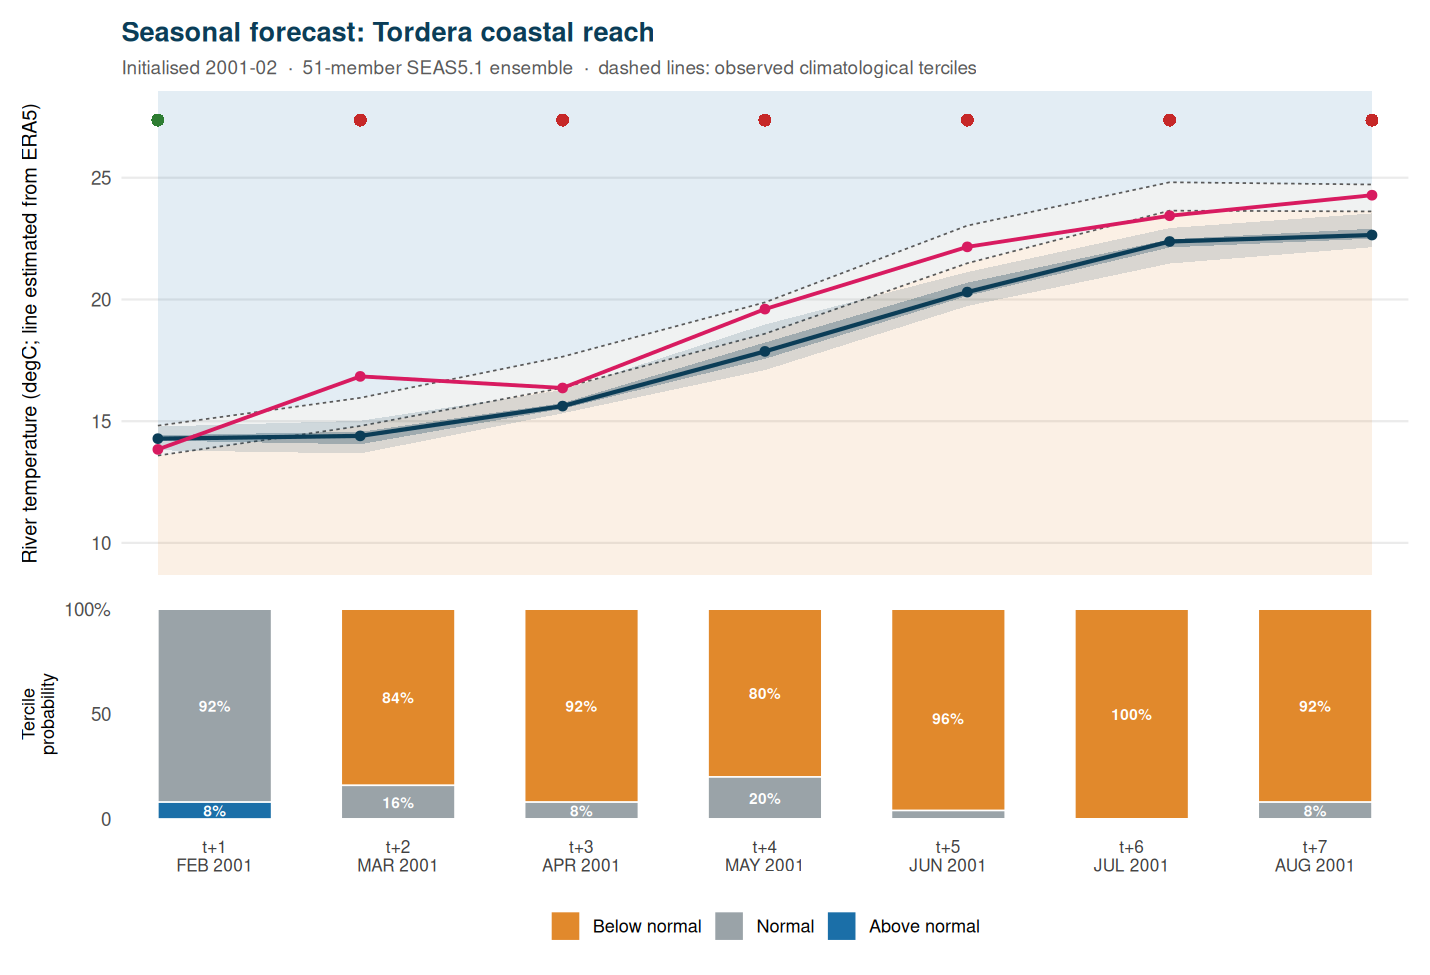 Seasonal forecast: Tordera coastal reach
Initialised 2001-02 · 51-member SEAS5.1 ensemble · dashed lines: observed climatological terciles
River temperature (degC; line estimated from ERA5)
25
20
15
10
Tercile
probability
100%
50
0
92%
8%
84%
16%
92%
8%
80%
20%
96%
100%
92%
8%
t+1
FEB 2001
t+2
MAR 2001
t+3
APR 2001
t+4
MAY 2001
t+5
JUN 2001
t+6
JUL 2001
t+7
AUG 2001
Below normal
Normal
Above normal